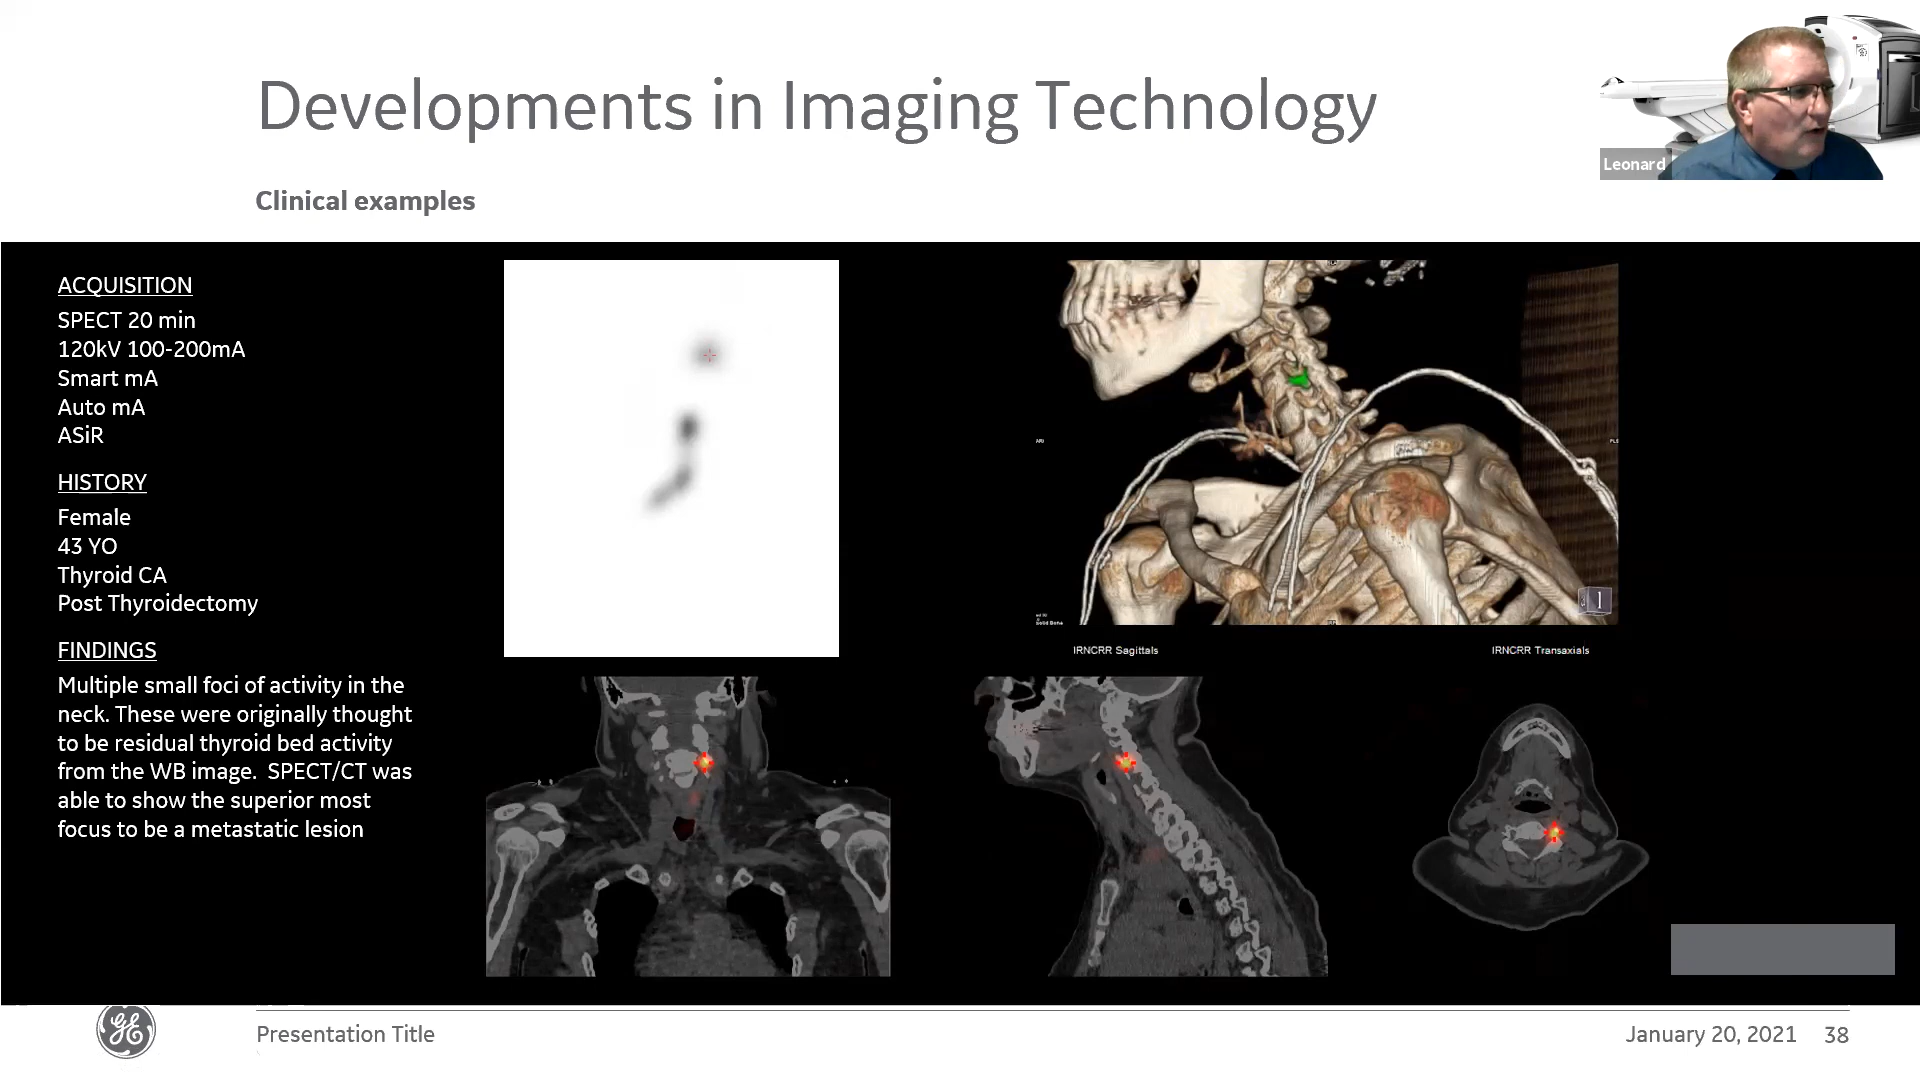 Developments in Imaging Technology
Leonard
Clinical examples
ACQUISITION
SPECT 20 min
120kV 100-200mA
Smart mA
Auto mA
ASiR
HISTORY
Female
43 YO
Thyroid CA
Post Thyroidectomy
FINDINGS
Multiple small foci of activity in the
neck. These were originally thought
to be residual thyroid bed activity
from the WB image.  SPECT/CT was
able to show the superior most
focus to be a metastatic lesion
Solid Bone
IRNCRR Sagittals
IRNCRR Transaxials
GE
Presentation Title
January 20, 2021
38